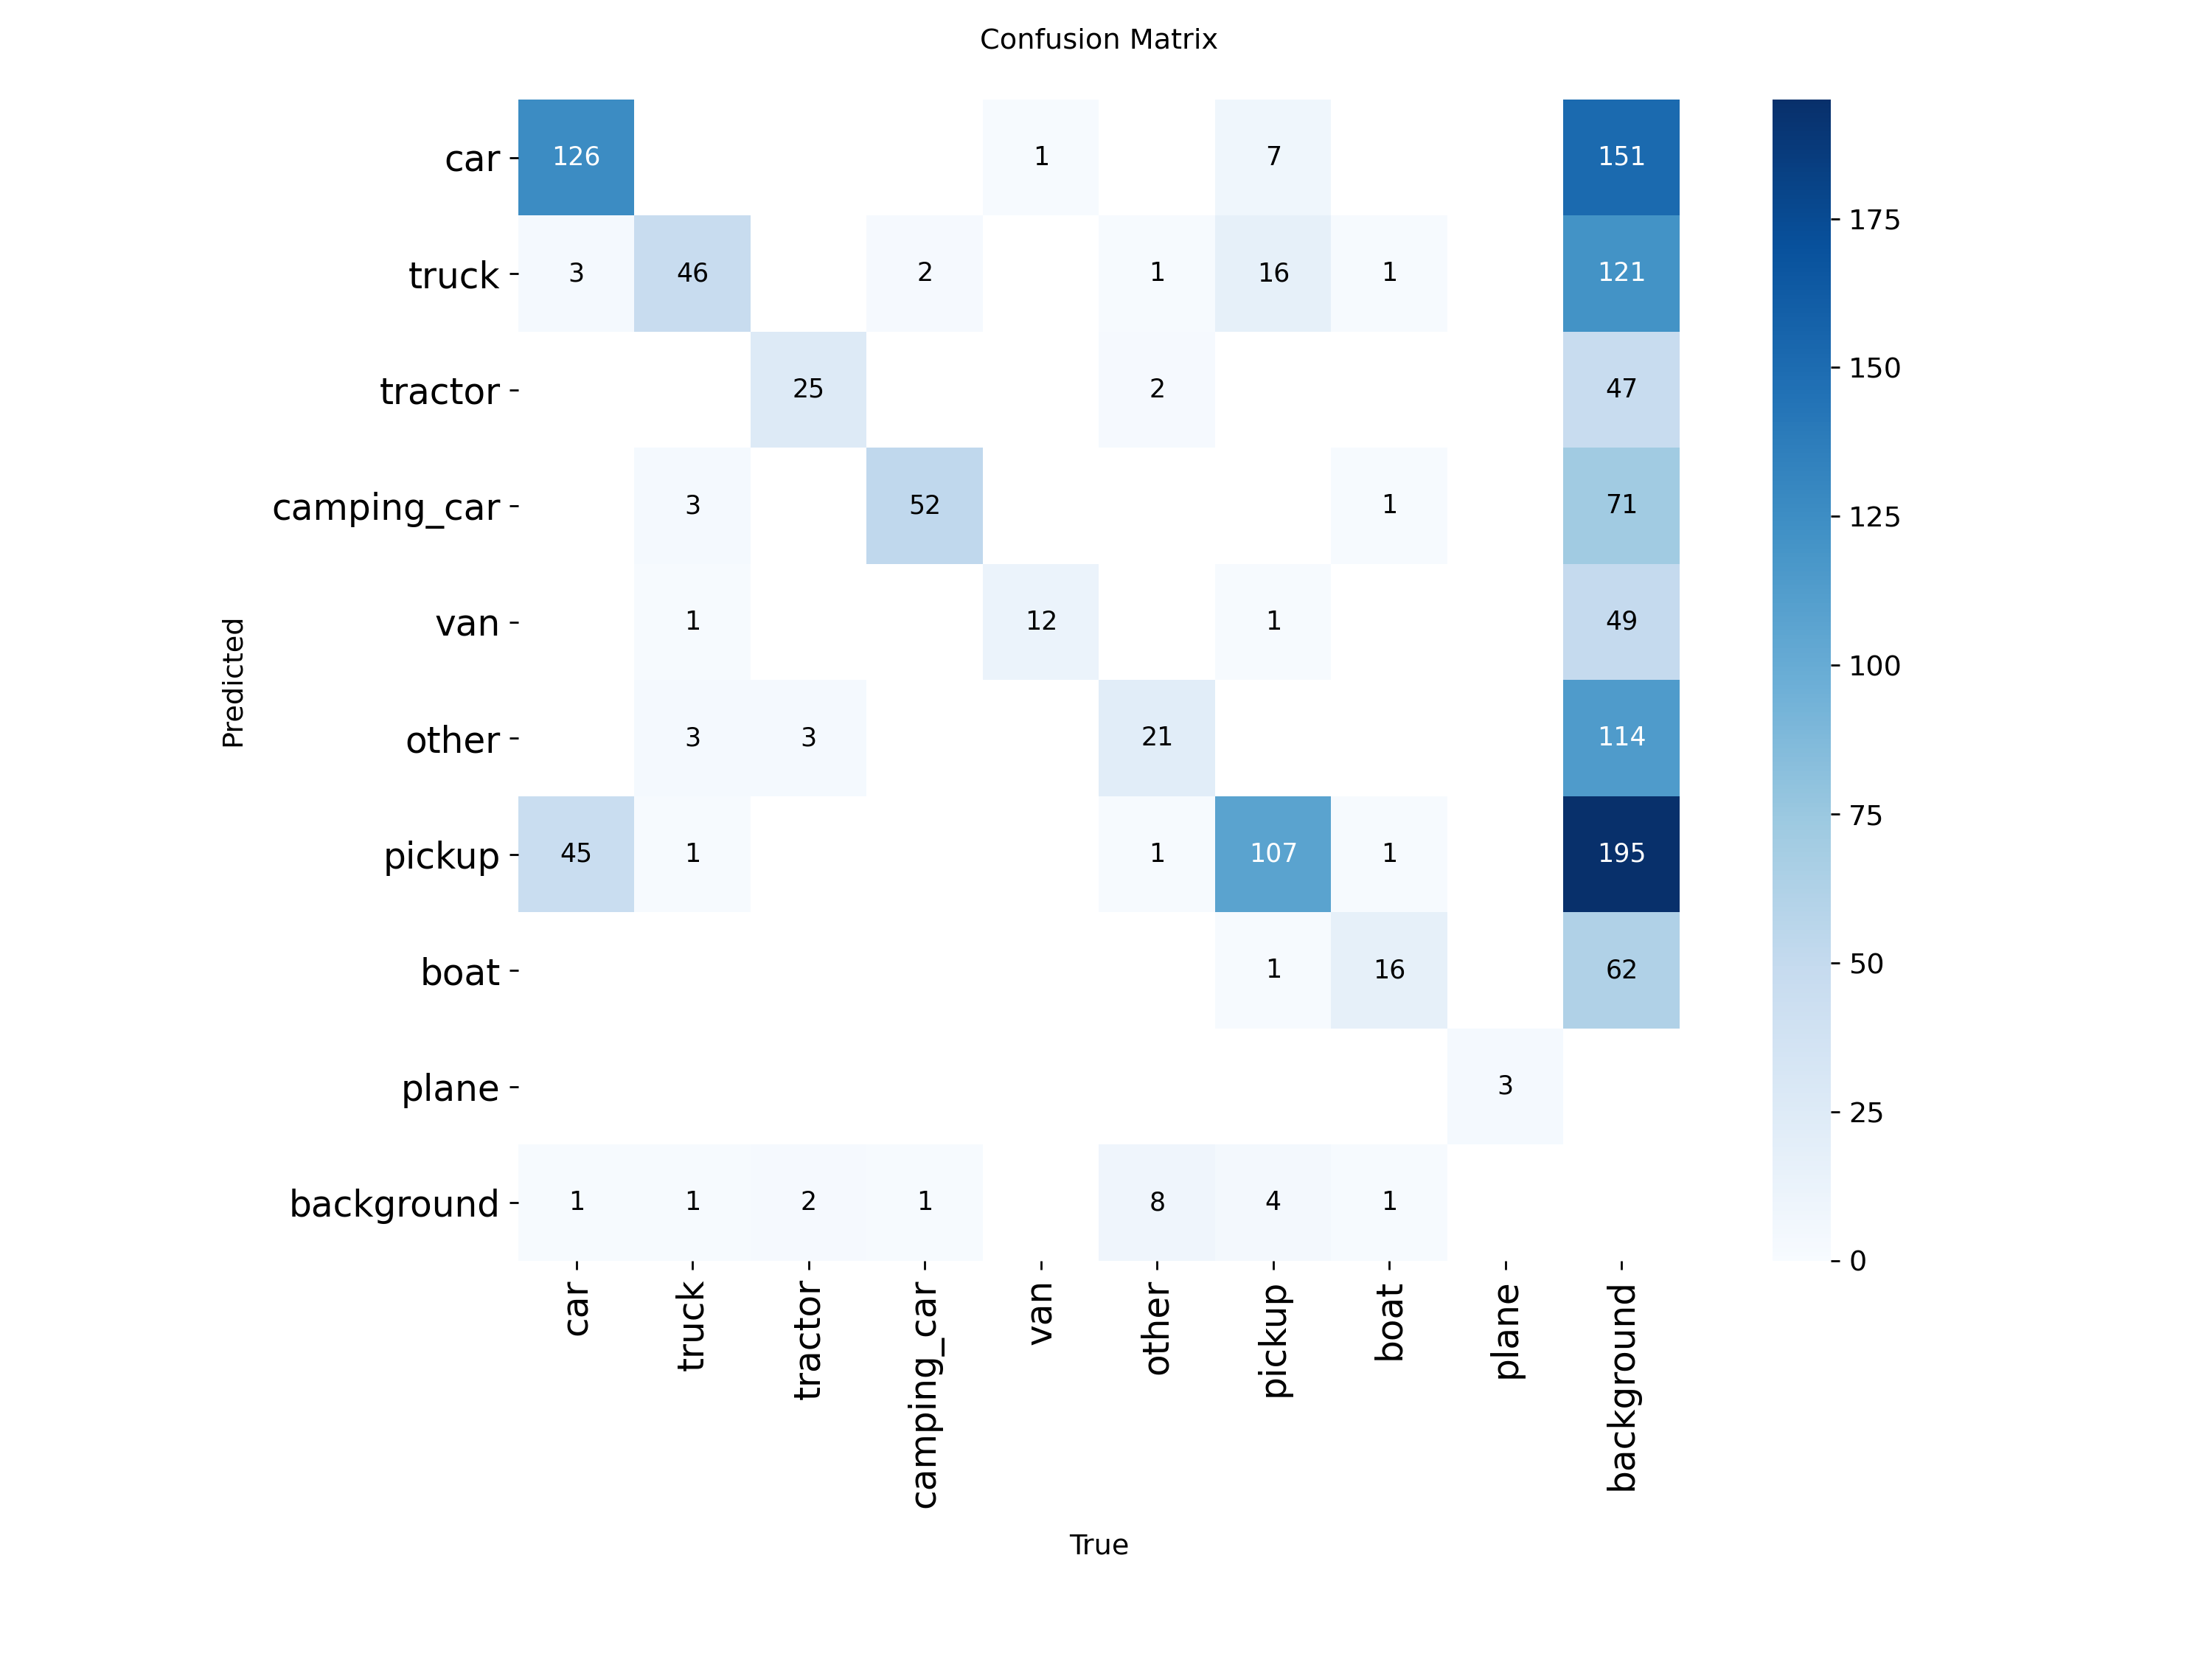 Confusion Matrix
car 126 1 7 151
truck 3 46 2 1 16 1 121
tractor 25 2 47
camping_car 3 52 1 71
van 1 12 1 49
other 3 3 21 114
pickup 45 1 1 107 1 195
boat 1 16 62
plane 3
background 1 1 2 1 8 4 1
Predicted
car truck tractor camping_car van other pickup boat plane background
True
175
150
125
100
75
50
25
0